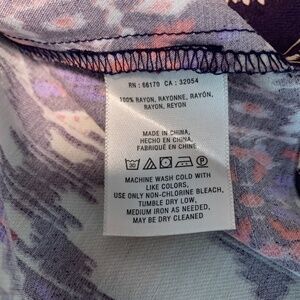 RN : 66170 CA : 32054
100% RAYON, RAYONNE, RAYÓN,
RAYON, REYON
MADE IN CHINA,
HECHO EN CHINA,
FABRIQUÉ EN CHINE
MACHINE WASH COLD WITH
LIKE COLORS,
USE ONLY NON-CHLORINE BLEACH,
TUMBLE DRY LOW,
MEDIUM IRON AS NEEDED,
MAY BE DRY CLEANED